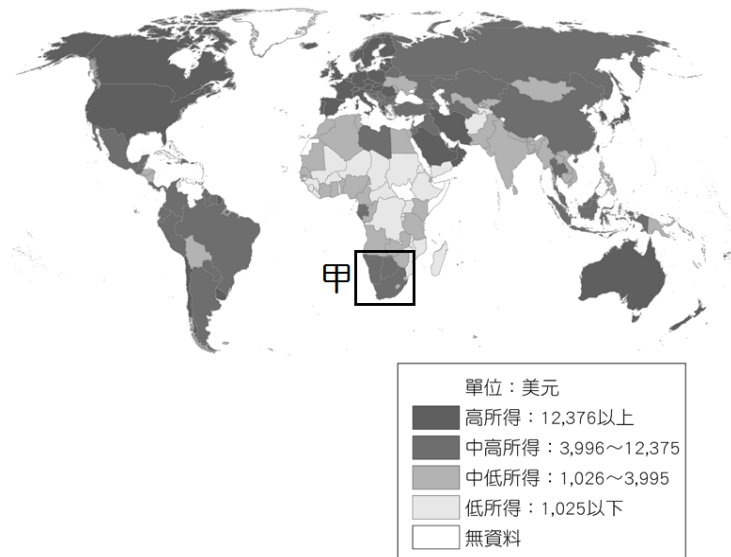 甲
單位：美元
高所得：12,376以上
中高所得：3,996～12,375
中低所得：1,026～3,995
低所得：1,025以下
無資料